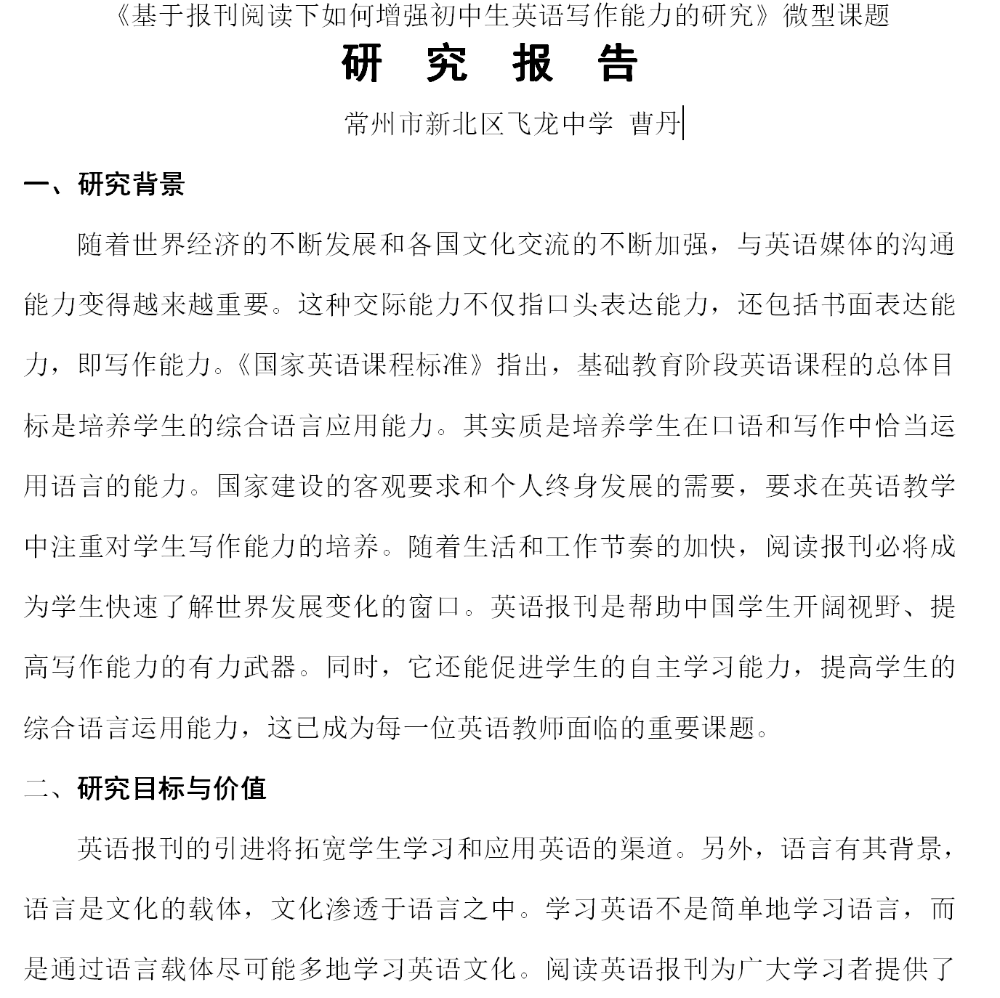 《基于报刊阅读下如何增强初中生英语写作能力的研究》微型课题
研 究 报 告
常州市新北区飞龙中学 曹丹
一、研究背景
随着世界经济的不断发展和各国文化交流的不断加强，与英语媒体的沟通
能力变得越来越重要。这种交际能力不仅指口头表达能力，还包括书面表达能
力，即写作能力。《国家英语课程标准》指出，基础教育阶段英语课程的总体目
标是培养学生的综合语言应用能力。其实质是培养学生在口语和写作中恰当运
用语言的能力。国家建设的客观要求和个人终身发展的需要，要求在英语教学
中注重对学生写作能力的培养。随着生活和工作节奏的加快，阅读报刊必将成
为学生快速了解世界发展变化的窗口。英语报刊是帮助中国学生开阔视野、提
高写作能力的有力武器。同时，它还能促进学生的自主学习能力，提高学生的
综合语言运用能力，这已成为每一位英语教师面临的重要课题。
二、研究目标与价值
英语报刊的引进将拓宽学生学习和应用英语的渠道。另外，语言有其背景，
语言是文化的载体，文化渗透于语言之中。学习英语不是简单地学习语言，而
是通过语言载体尽可能多地学习英语文化。阅读英语报刊为广大学习者提供了